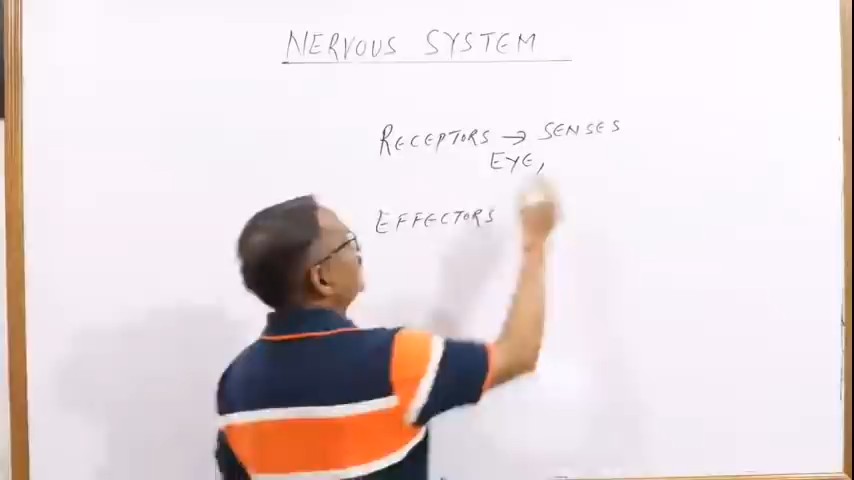 NERVOUS SYSTEM
RECEPTORS → SENSES
EYE,
EFFECTORS